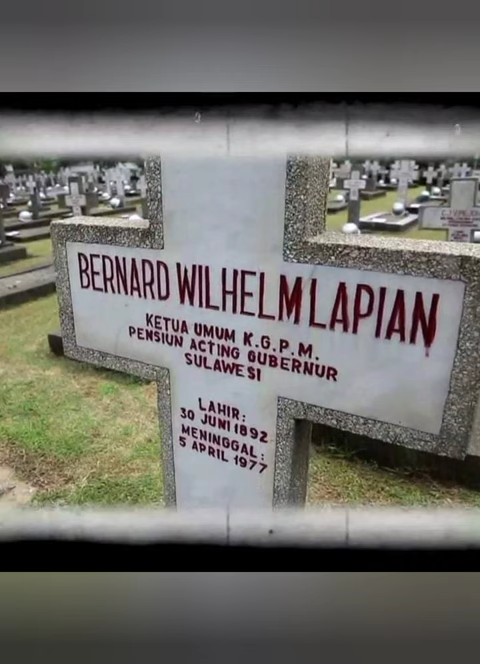 BERNARD WILHELM LAPIAN
KETUA UMUM K.G.P.M.
PENSIUN ACTING GUBERNUR
SULAWESI
LAHIR:
30 JUNI 1892
MENINGGAL:
5 APRIL 1977